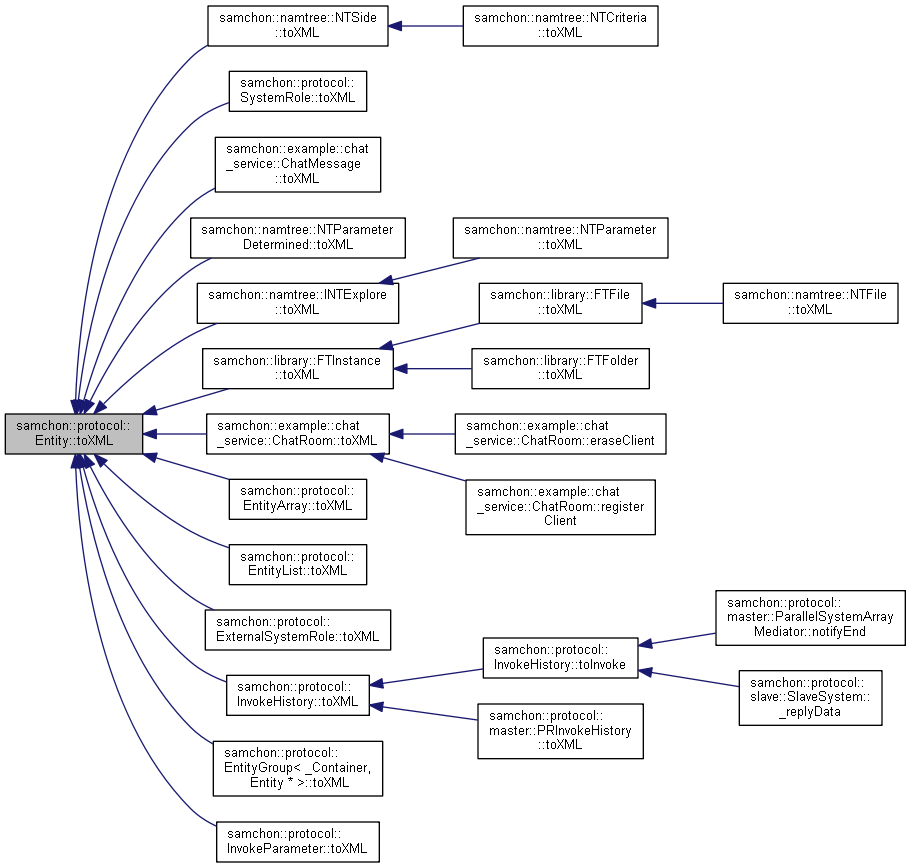 samchon::namtree::NTSide
::toXML
samchon::namtree::NTCriteria
::toXML
samchon::protocol::
SystemRole::toXML
samchon::example::chat
_service::ChatMessage
::toXML
samchon::namtree::NTParameter
Determined::toXML
samchon::namtree::NTParameter
::toXML
samchon::namtree::INTExplore
::toXML
samchon::library::FTFile
::toXML
samchon::namtree::NTFile
::toXML
samchon::library::FTInstance
::toXML
samchon::library::FTFolder
::toXML
samchon::protocol::
Entity::toXML
samchon::example::chat
_service::ChatRoom::toXML
samchon::example::chat
_service::ChatRoom::eraseClient
samchon::protocol::
EntityArray::toXML
samchon::example::chat
_service::ChatRoom::register
Client
samchon::protocol::
EntityList::toXML
samchon::protocol::
ExternalSystemRole::toXML
samchon::protocol::
master::ParallelSystemArray
Mediator::notifyEnd
samchon::protocol::
InvokeHistory::toInvoke
samchon::protocol::
InvokeHistory::toXML
samchon::protocol::
slave::SlaveSystem::
_replyData
samchon::protocol::
master::PRInvokeHistory
::toXML
samchon::protocol::
EntityGroup< _Container,
Entity * >::toXML
samchon::protocol::
InvokeParameter::toXML